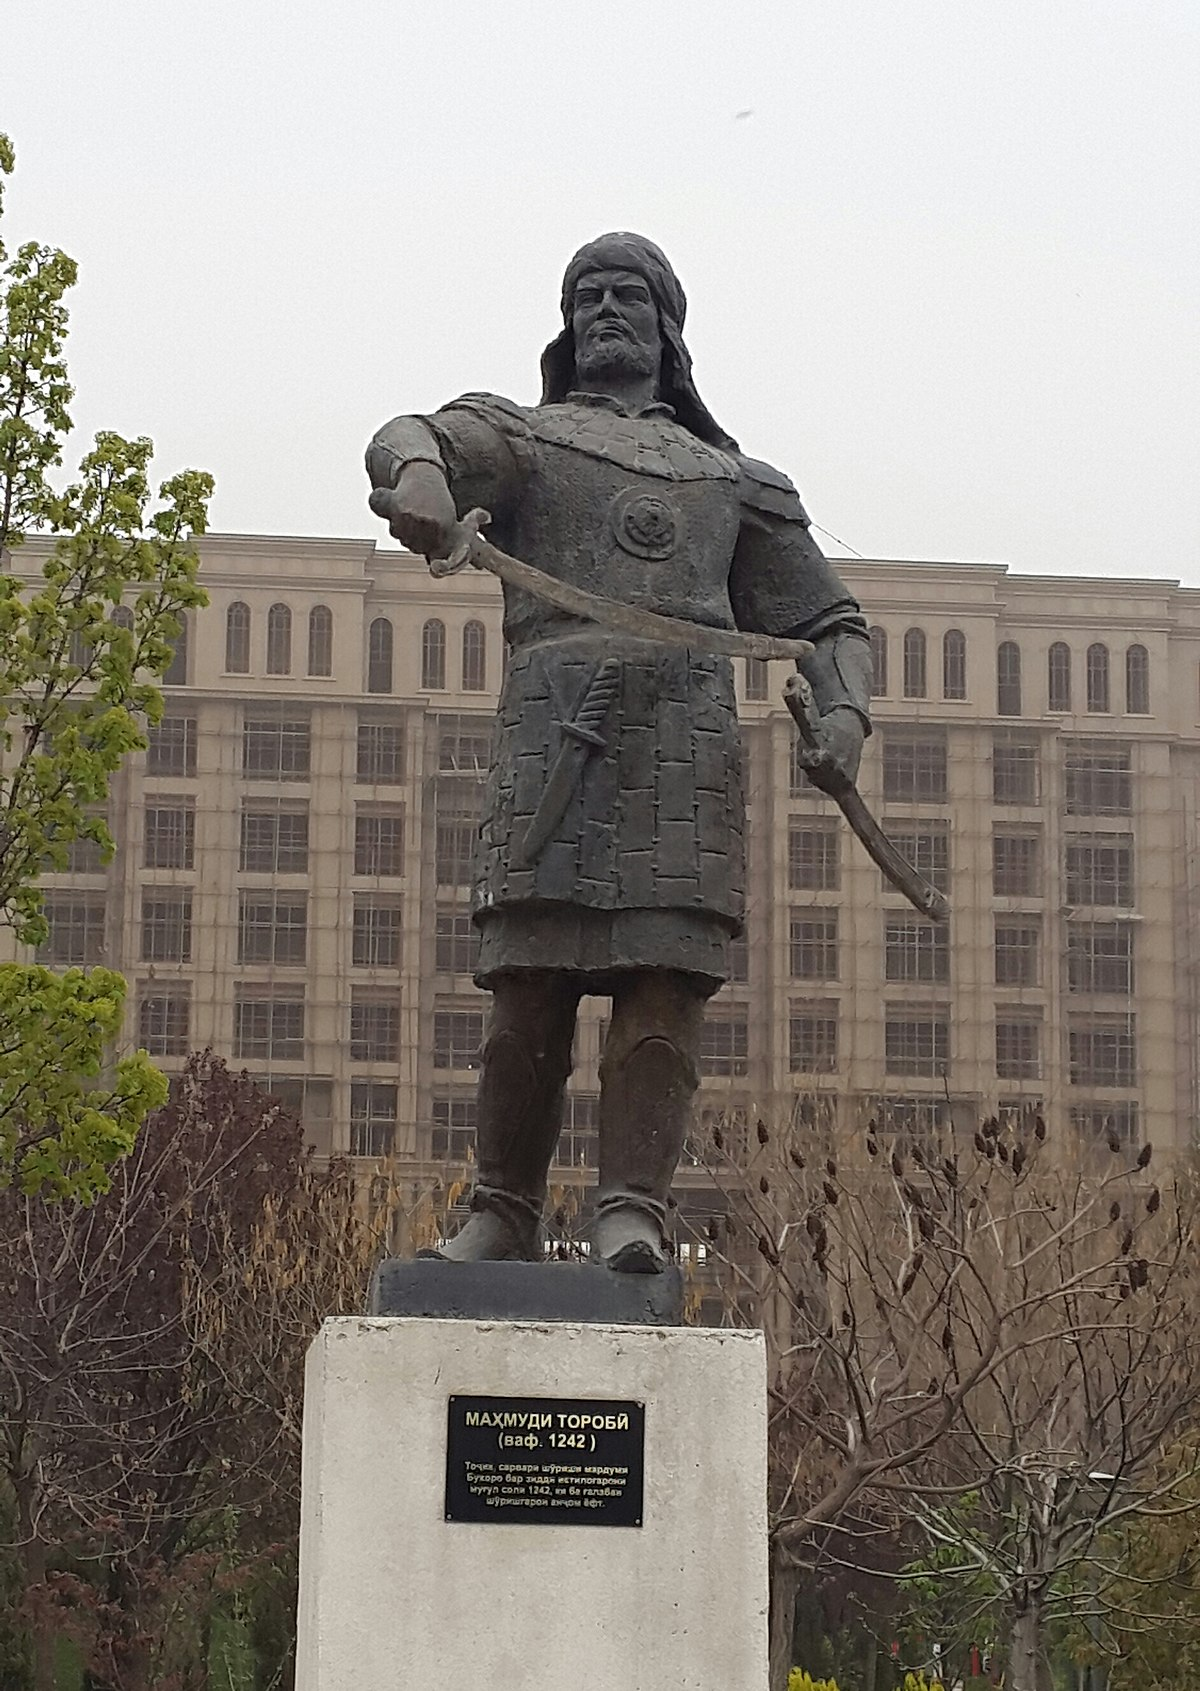 МАҲМУДИ ТОРОБӢ
(ваф. 1242 )
Тоҷик, сарвари шӯриши мардуми
Бухоро бар зидди истилогарони
муғул соли 1242, ки ба ғалабаи
шӯришгарон анҷом ёфт.